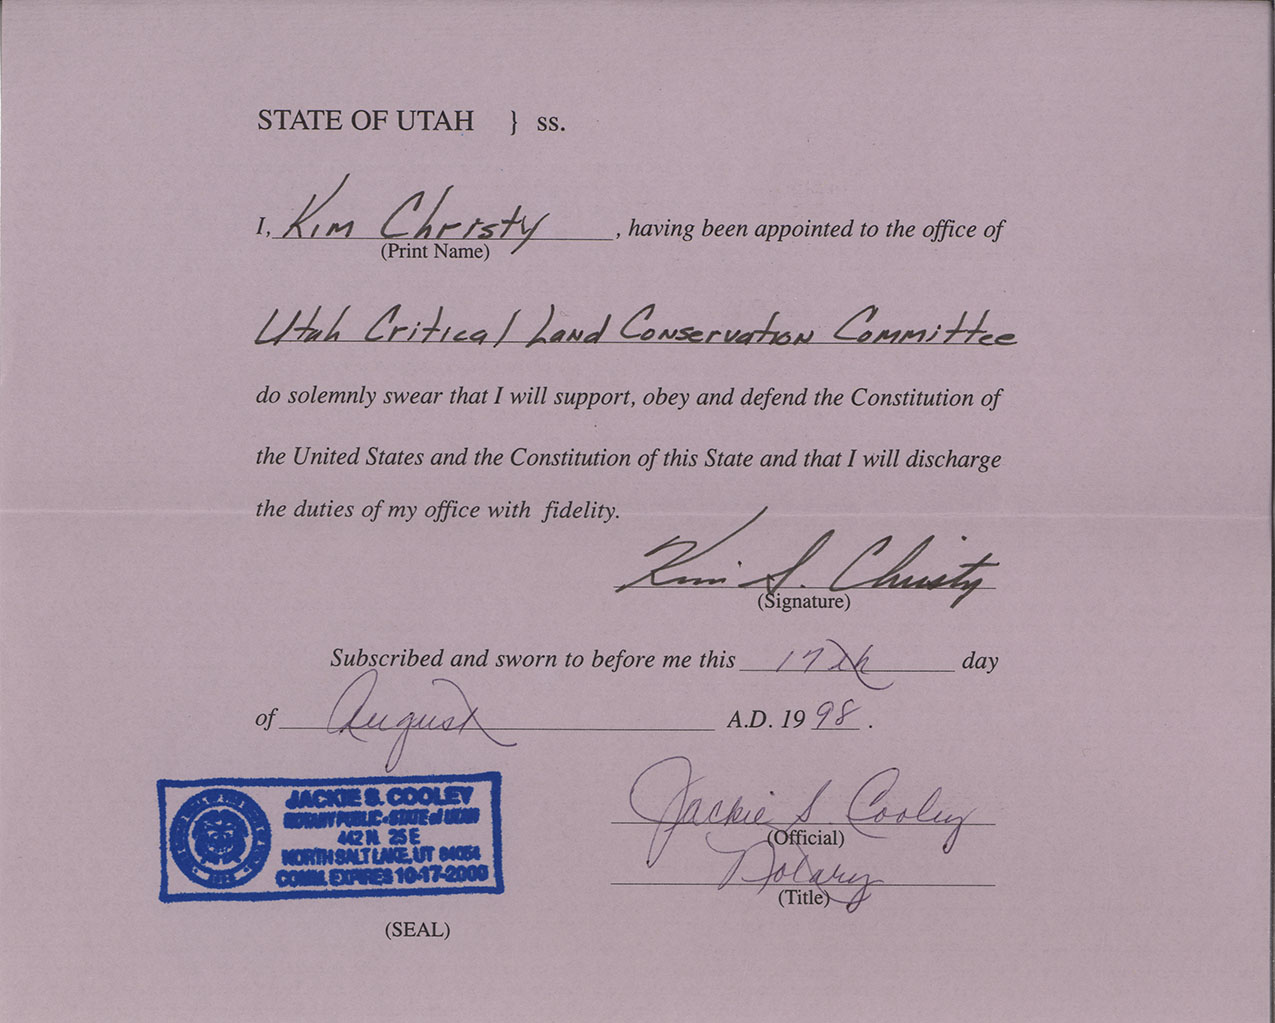 STATE OF UTAH } ss.
I, Kim Christy, having been appointed to the office of
(Print Name)
Utah Critical Land Conservation Committee
do solemnly swear that I will support, obey and defend the Constitution of
the United States and the Constitution of this State and that I will discharge
the duties of my office with fidelity.
Kim S. Christy
(Signature)
Subscribed and sworn to before me this 17th day
of August A.D. 1998.
JACKIE S. COOLEY
NOTARY PUBLIC - STATE of UTAH
442 N 25 E
NORTH SALT LAKE, UT 84054
COMM. EXPIRES 10-17-2000
Jackie S. Cooley
(Official)
Notary
(Title)
(SEAL)